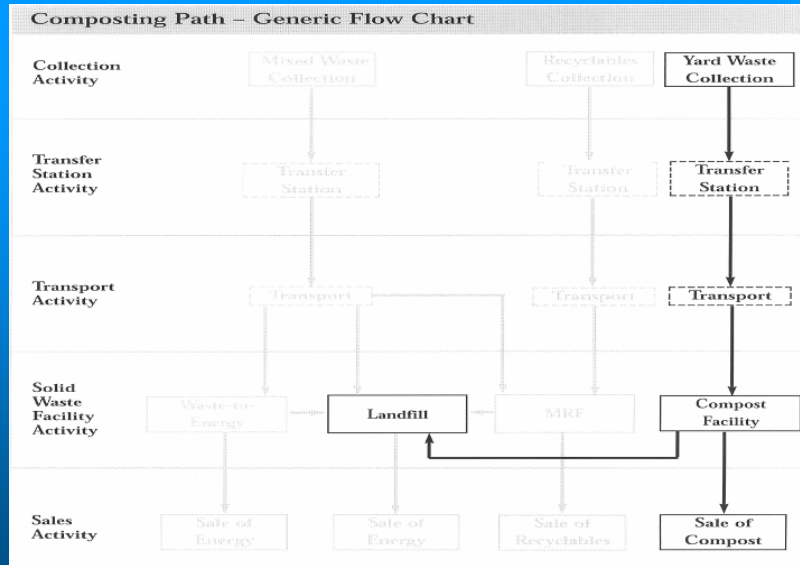 Composting Path – Generic Flow Chart
Collection
Activity
Mixed Waste
Collection
Recyclables
Collection
Yard Waste
Collection
Transfer
Station
Activity
Transfer
Station
Transfer
Station
Transfer
Station
Transport
Activity
Transport
Transport
Transport
Solid
Waste
Facility
Activity
Waste-to-
Energy
Landfill
MRF
Compost
Facility
Sales
Activity
Sale of
Energy
Sale of
Energy
Sale of
Recyclables
Sale of
Compost